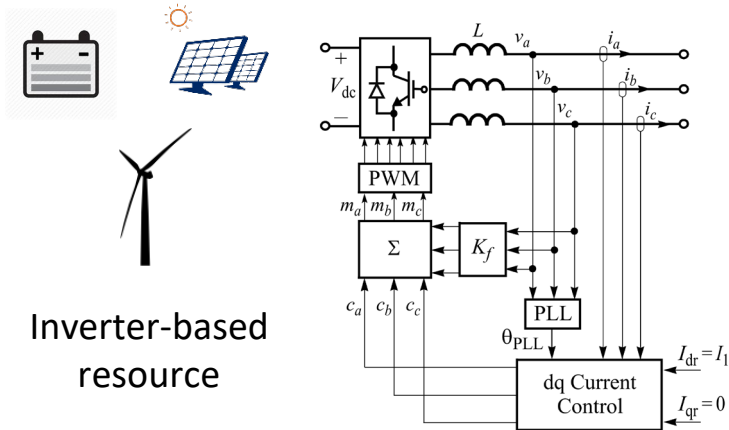 + -
Inverter-based
resource
+
V_dc
—
L
v_a
v_b
v_c
i_a
i_b
i_c
PWM
m_a m_b m_c
Σ
K_f
c_a c_b c_c
PLL
θ_PLL
dq Current
Control
I_dr = I_1
I_qr = 0